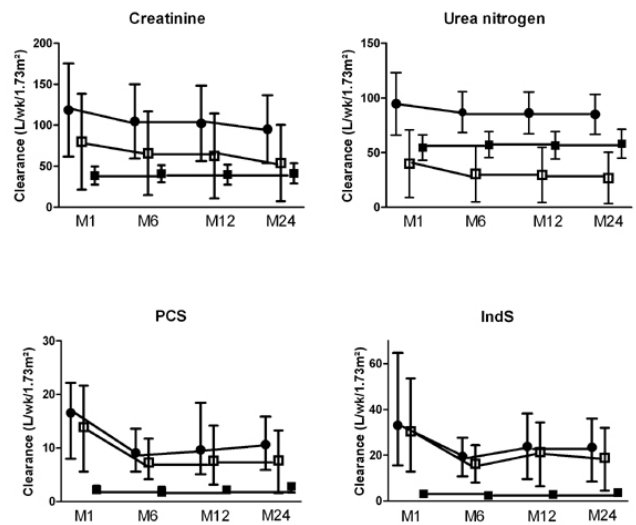 Creatinine
Clearance (L/wk/1.73m²)
200
150
100
50
0
M1 M6 M12 M24
Urea nitrogen
Clearance (L/wk/1.73m²)
150
100
50
0
M1 M6 M12 M24
PCS
Clearance (L/wk/1.73m²)
30
20
10
0
M1 M6 M12 M24
IndS
Clearance (L/wk/1.73m²)
60
40
20
0
M1 M6 M12 M24